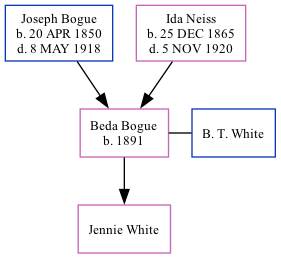 Joseph Bogue
b. 20 APR 1850
d. 8 MAY 1918
Ida Neiss
b. 25 DEC 1865
d. 5 NOV 1920
Beda Bogue
b. 1891
B. T. White
Jennie White